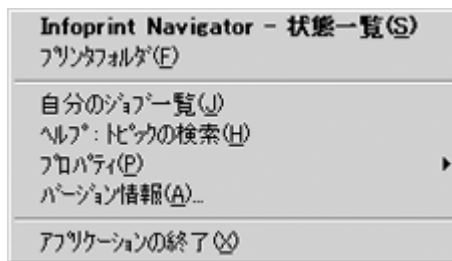 Infoprint Navigator - 状態一覧(S)
プリンタフォルダ(F)
自分のジョブ一覧(J)
ヘルプ:トピックの検索(H)
プロパティ(P)
バージョン情報(A)...
アプリケーションの終了(X)